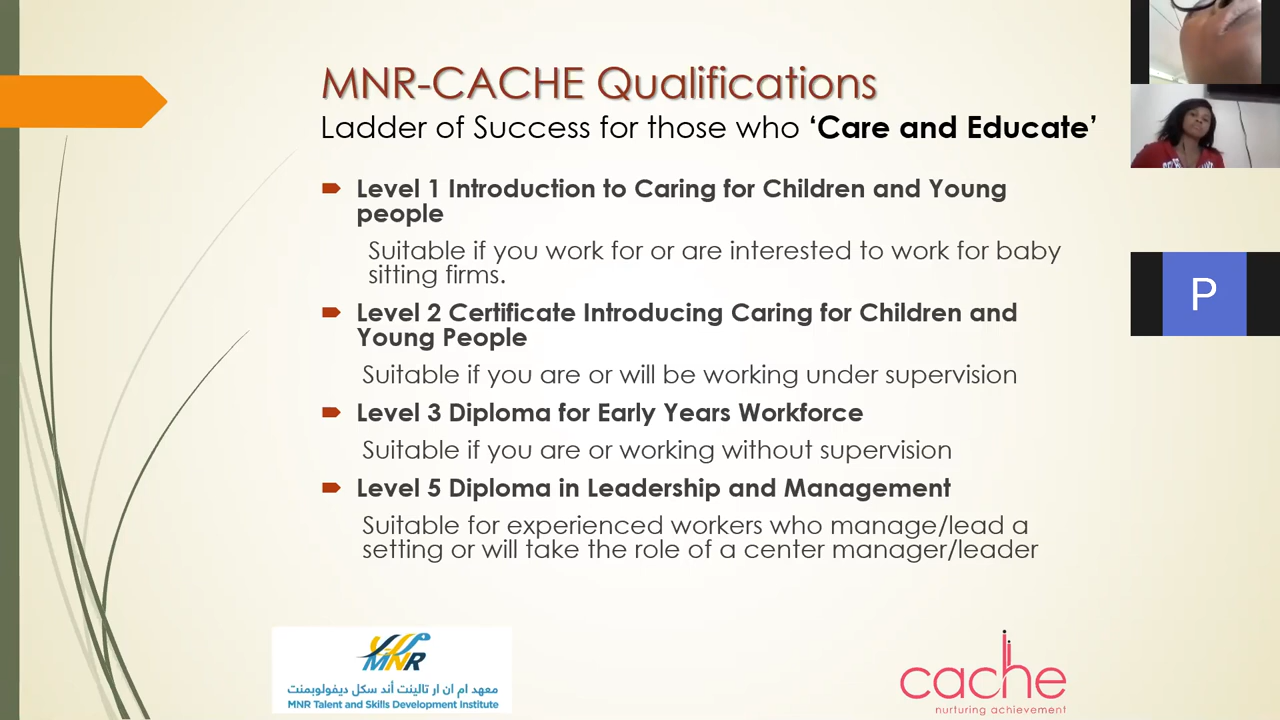 MNR-CACHE Qualifications
Ladder of Success for those who ‘Care and Educate’
Level 1 Introduction to Caring for Children and Young
people
Suitable if you work for or are interested to work for baby
sitting firms.
Level 2 Certificate Introducing Caring for Children and
Young People
Suitable if you are or will be working under supervision
Level 3 Diploma for Early Years Workforce
Suitable if you are or working without supervision
Level 5 Diploma in Leadership and Management
Suitable for experienced workers who manage/lead a
setting or will take the role of a center manager/leader
MNR
معهد ام ان ار تالينت أند سكل ديفولوبمنت
MNR Talent and Skills Development Institute
cache
nurturing achievement
P